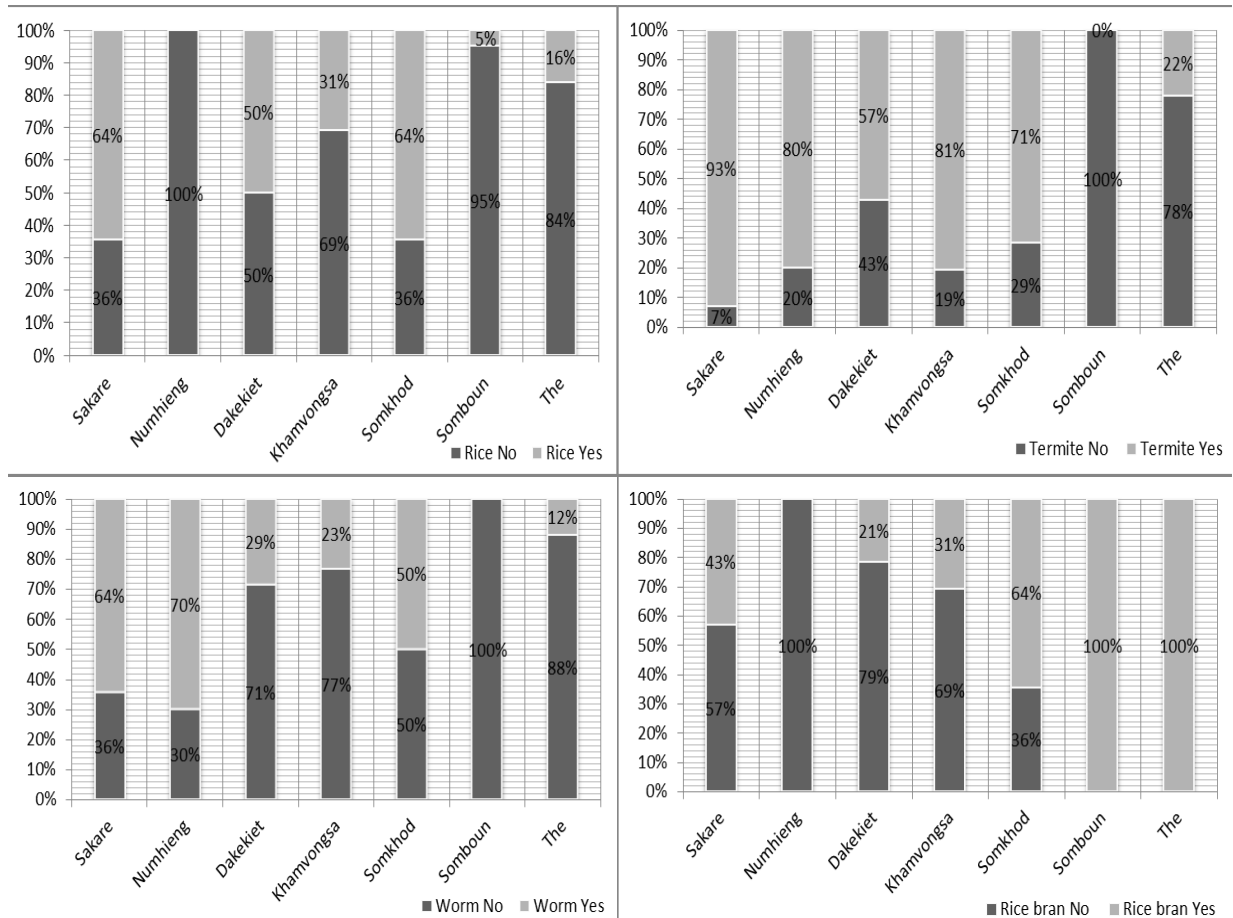 100%
90%
80%
70%
60%
50%
40%
30%
20%
10%
0%
64%
36%
100%
50%
50%
31%
69%
64%
36%
5%
95%
16%
84%
Sakare
Numhieng
Dakekiet
Khamvongsa
Somkhod
Somboun
The
Rice No Rice Yes
100%
90%
80%
70%
60%
50%
40%
30%
20%
10%
0%
93%
7%
80%
20%
57%
43%
81%
19%
71%
29%
0%
100%
22%
78%
Sakare
Numhieng
Dakekiet
Khamvongsa
Somkhod
Somboun
The
Termite No Termite Yes
100%
90%
80%
70%
60%
50%
40%
30%
20%
10%
0%
64%
36%
70%
30%
29%
71%
23%
77%
50%
50%
100%
12%
88%
Sakare
Numhieng
Dakekiet
Khamvongsa
Somkhod
Somboun
The
Worm No Worm Yes
100%
90%
80%
70%
60%
50%
40%
30%
20%
10%
0%
43%
57%
100%
21%
79%
31%
69%
64%
36%
100%
100%
Sakare
Numhieng
Dakekiet
Khamvongsa
Somkhod
Somboun
The
Rice bran No Rice bran Yes